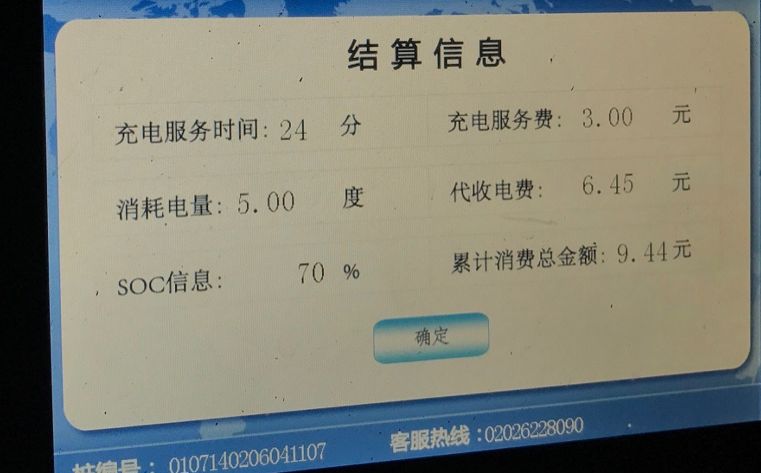 结算信息
充电服务时间: 24 分 充电服务费: 3.00 元
消耗电量: 5.00 度 代收电费: 6.45 元
SOC信息: 70 % 累计消费总金额: 9.44元
确定
桩编号: 0107140206041107 客服热线:02026228090